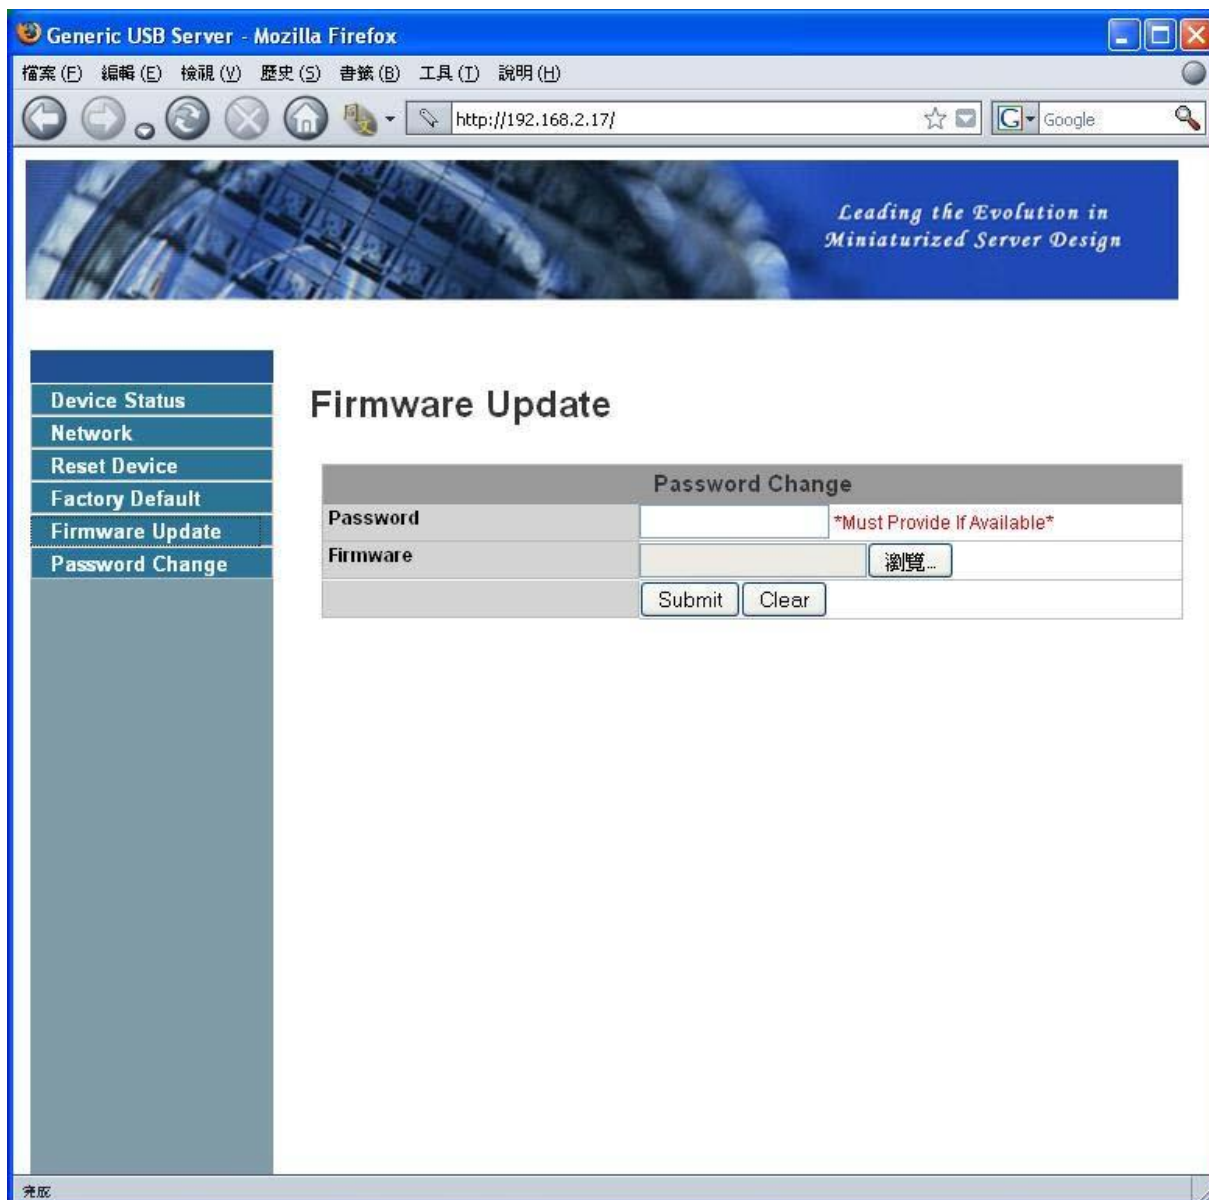 Generic USB Server - Mozilla Firefox
檔案(F) 編輯(E) 檢視(V) 歷史(S) 書籤(B) 工具(T) 說明(H)
http://192.168.2.17/
G Google
Leading the Evolution in
Miniaturized Server Design
Device Status
Network
Reset Device
Factory Default
Firmware Update
Password Change
Firmware Update
Password Change
Password *Must Provide If Available*
Firmware 瀏覽...
Submit Clear
完成